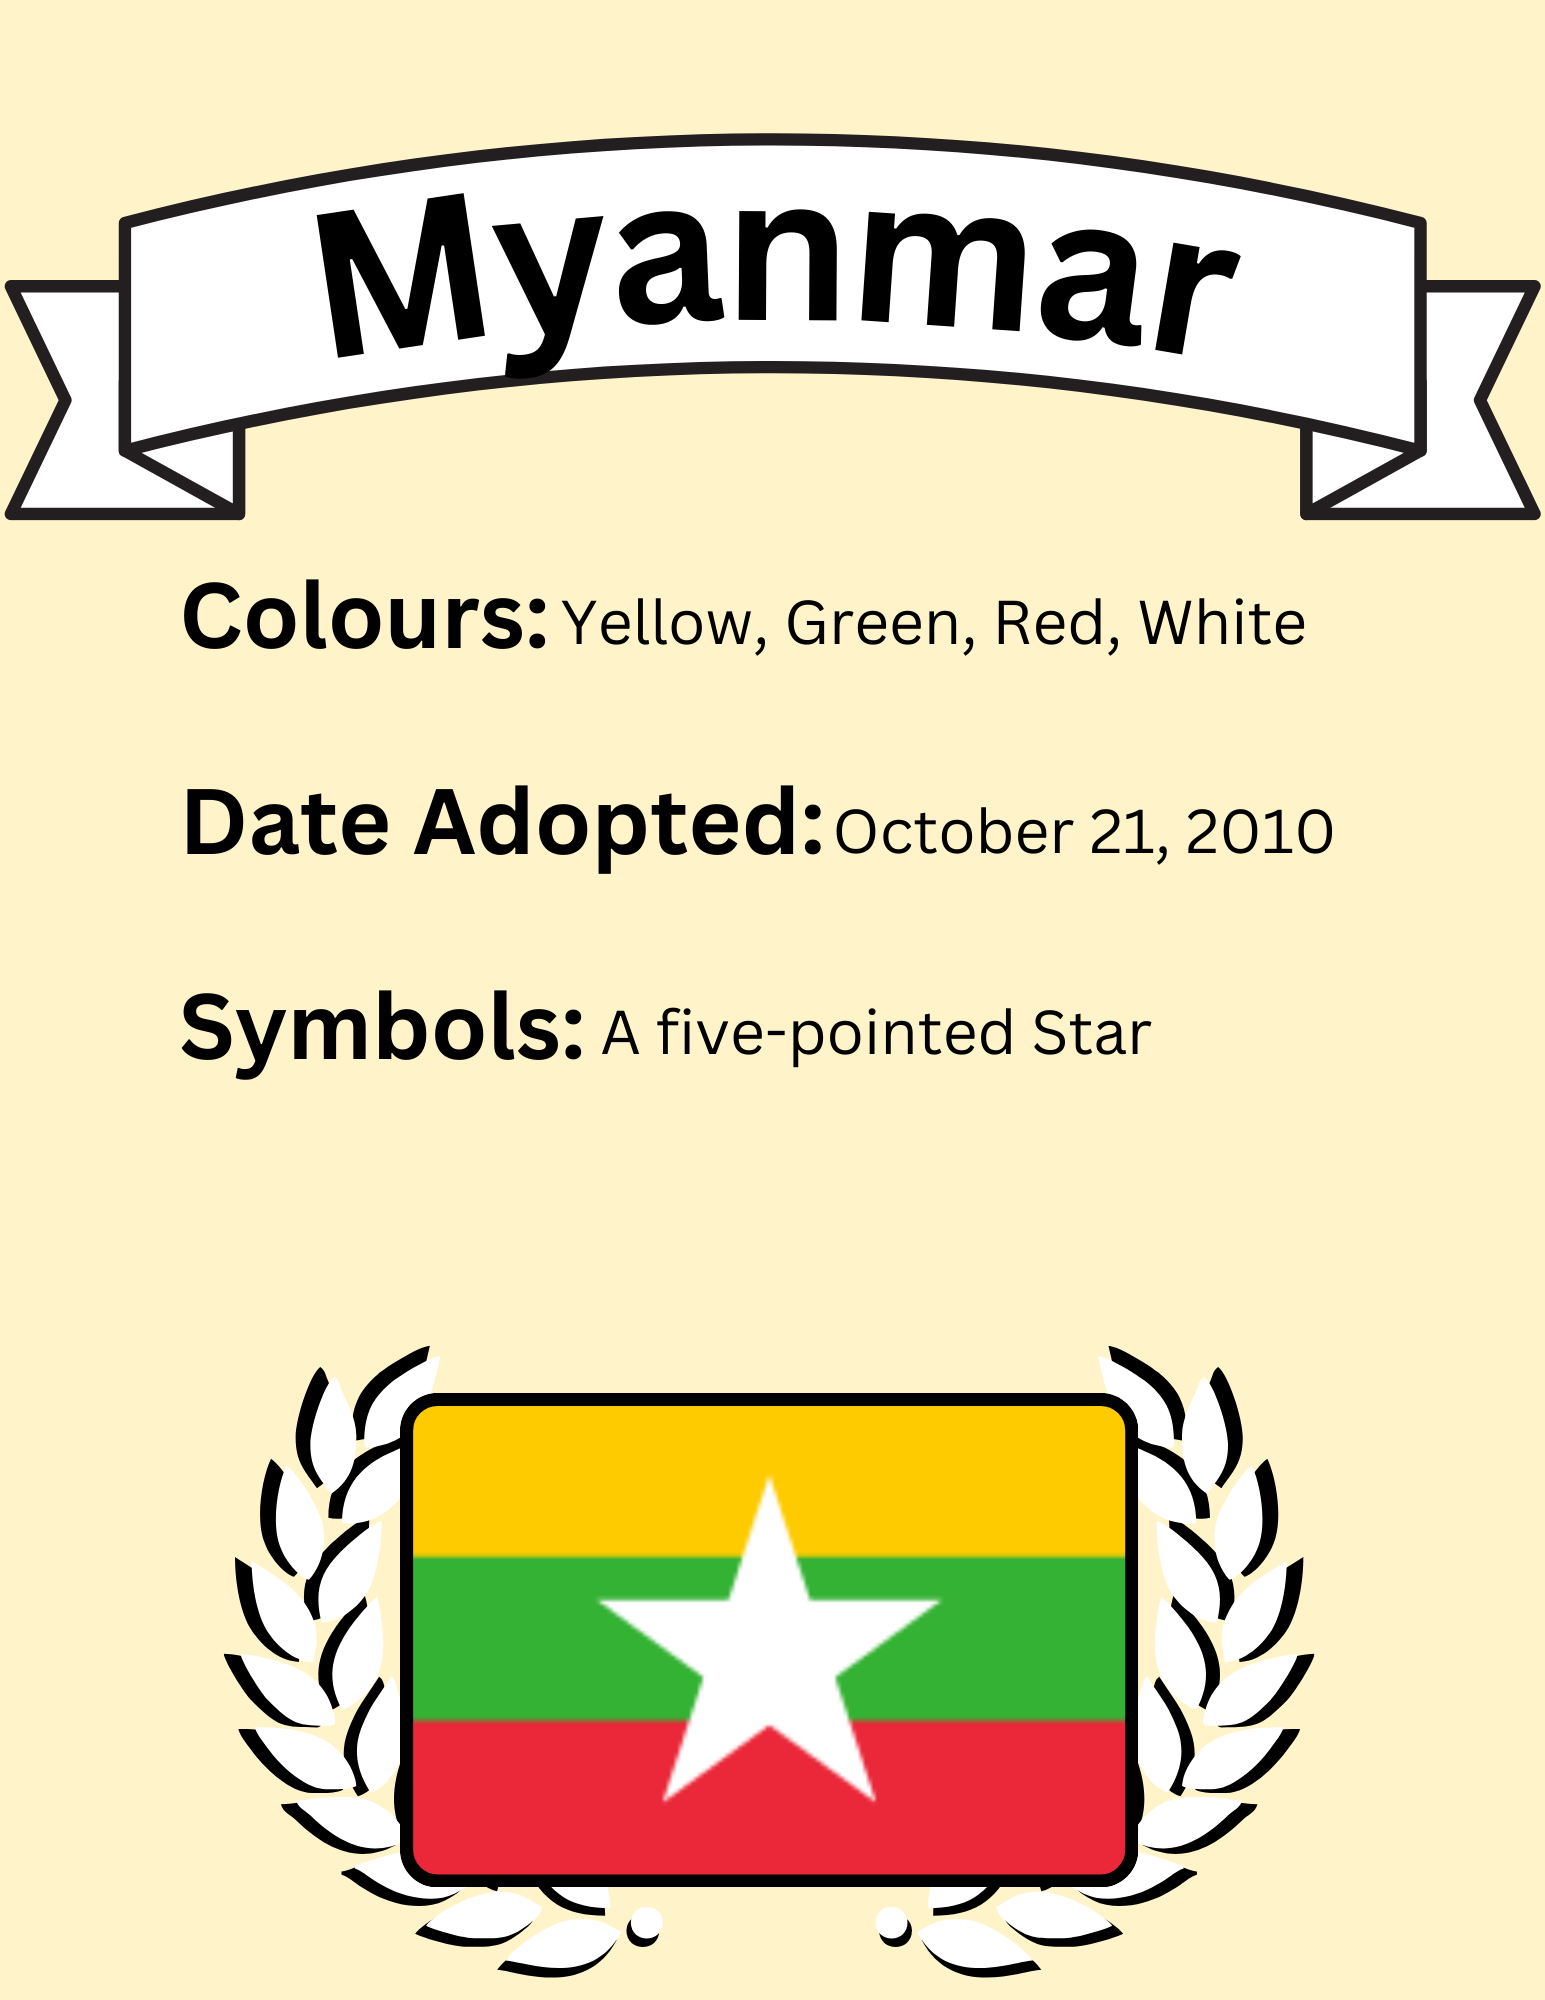 Myanmar
Colours: Yellow, Green, Red, White
Date Adopted: October 21, 2010
Symbols: A five-pointed Star